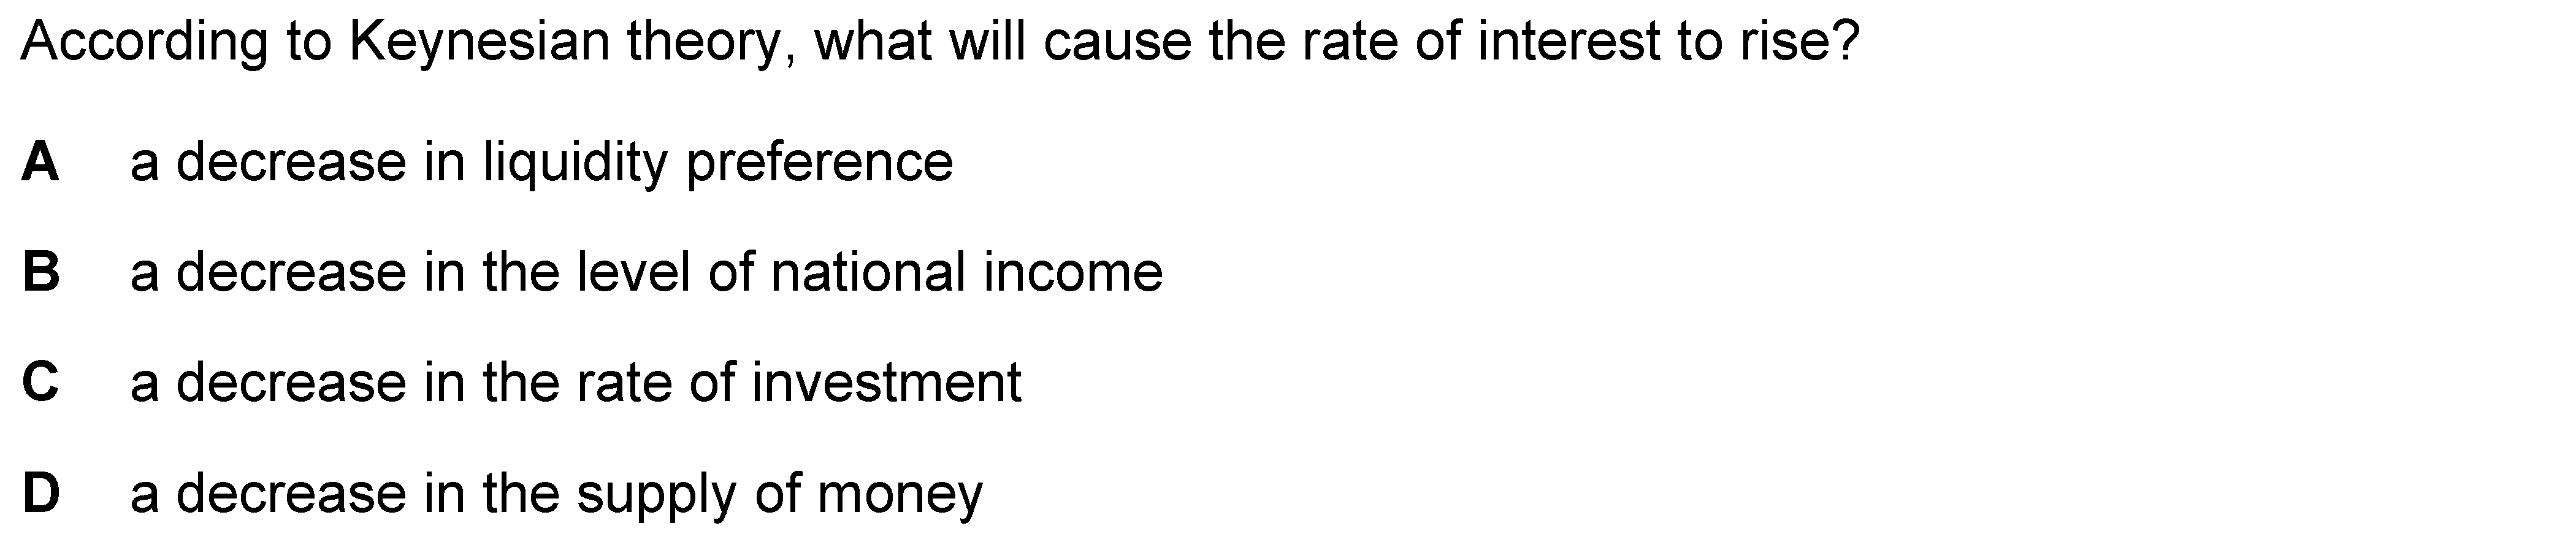 According to Keynesian theory, what will cause the rate of interest to rise?
A a decrease in liquidity preference
B a decrease in the level of national income
C a decrease in the rate of investment
D a decrease in the supply of money